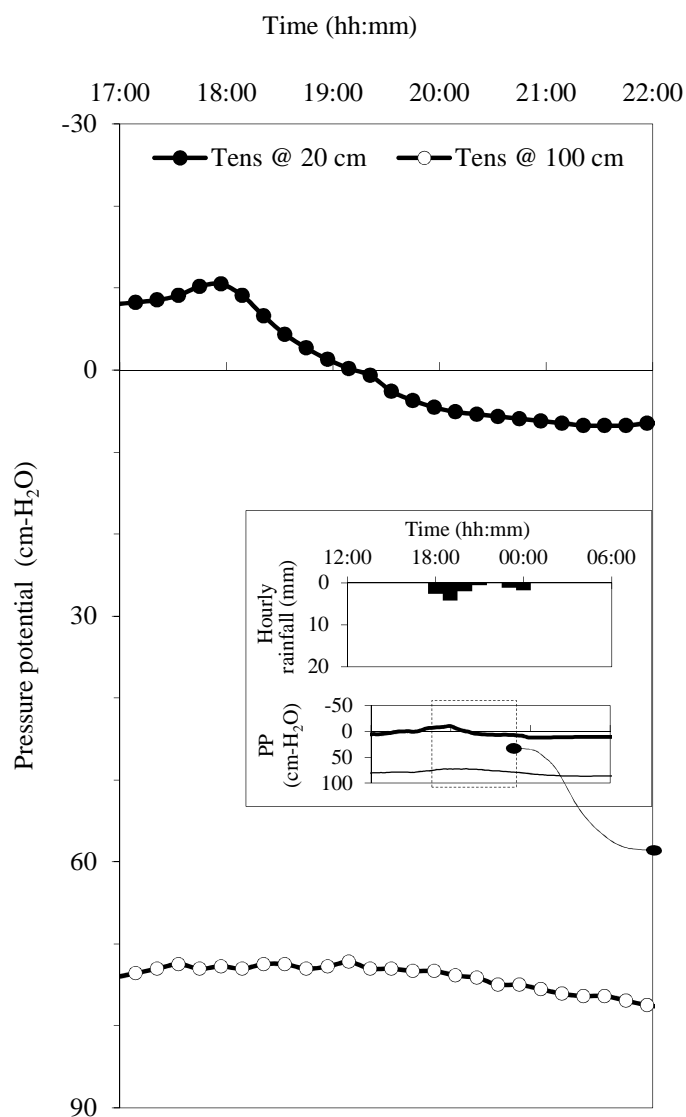 Time (hh:mm)
17:00 18:00 19:00 20:00 21:00 22:00
-30
Tens @ 20 cm Tens @ 100 cm
0
Pressure potential (cm-H₂O)
Time (hh:mm)
12:00 18:00 00:00 06:00
Hourly
rainfall (mm)
0
10
20
PP
(cm-H₂O)
-50
0
50
100
30
60
90